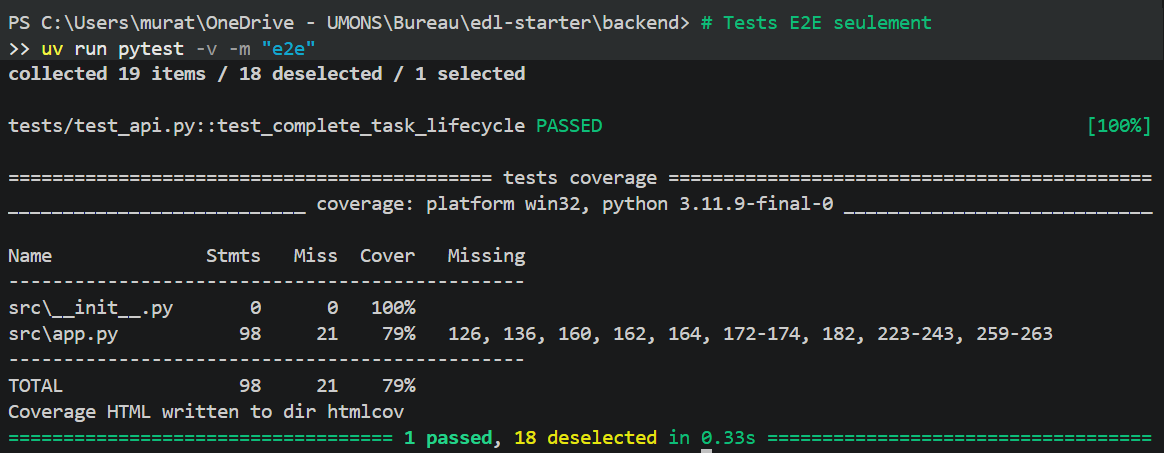 PS C:\Users\murat\OneDrive - UMONS\Bureau\edl-starter\backend> # Tests E2E seulement
>> uv run pytest -v -m "e2e"
collected 19 items / 18 deselected / 1 selected
tests/test_api.py::test_complete_task_lifecycle PASSED [100%]
============================================ tests coverage ============================================
___________________________ coverage: platform win32, python 3.11.9-final-0 ____________________________
Name              Stmts   Miss  Cover   Missing
-----------------------------------------------
src\__init__.py       0      0   100%
src\app.py           98     21    79%   126, 136, 160, 162, 164, 172-174, 182, 223-243, 259-263
-----------------------------------------------
TOTAL                98     21    79%
Coverage HTML written to dir htmlcov
=================================== 1 passed, 18 deselected in 0.33s ===================================